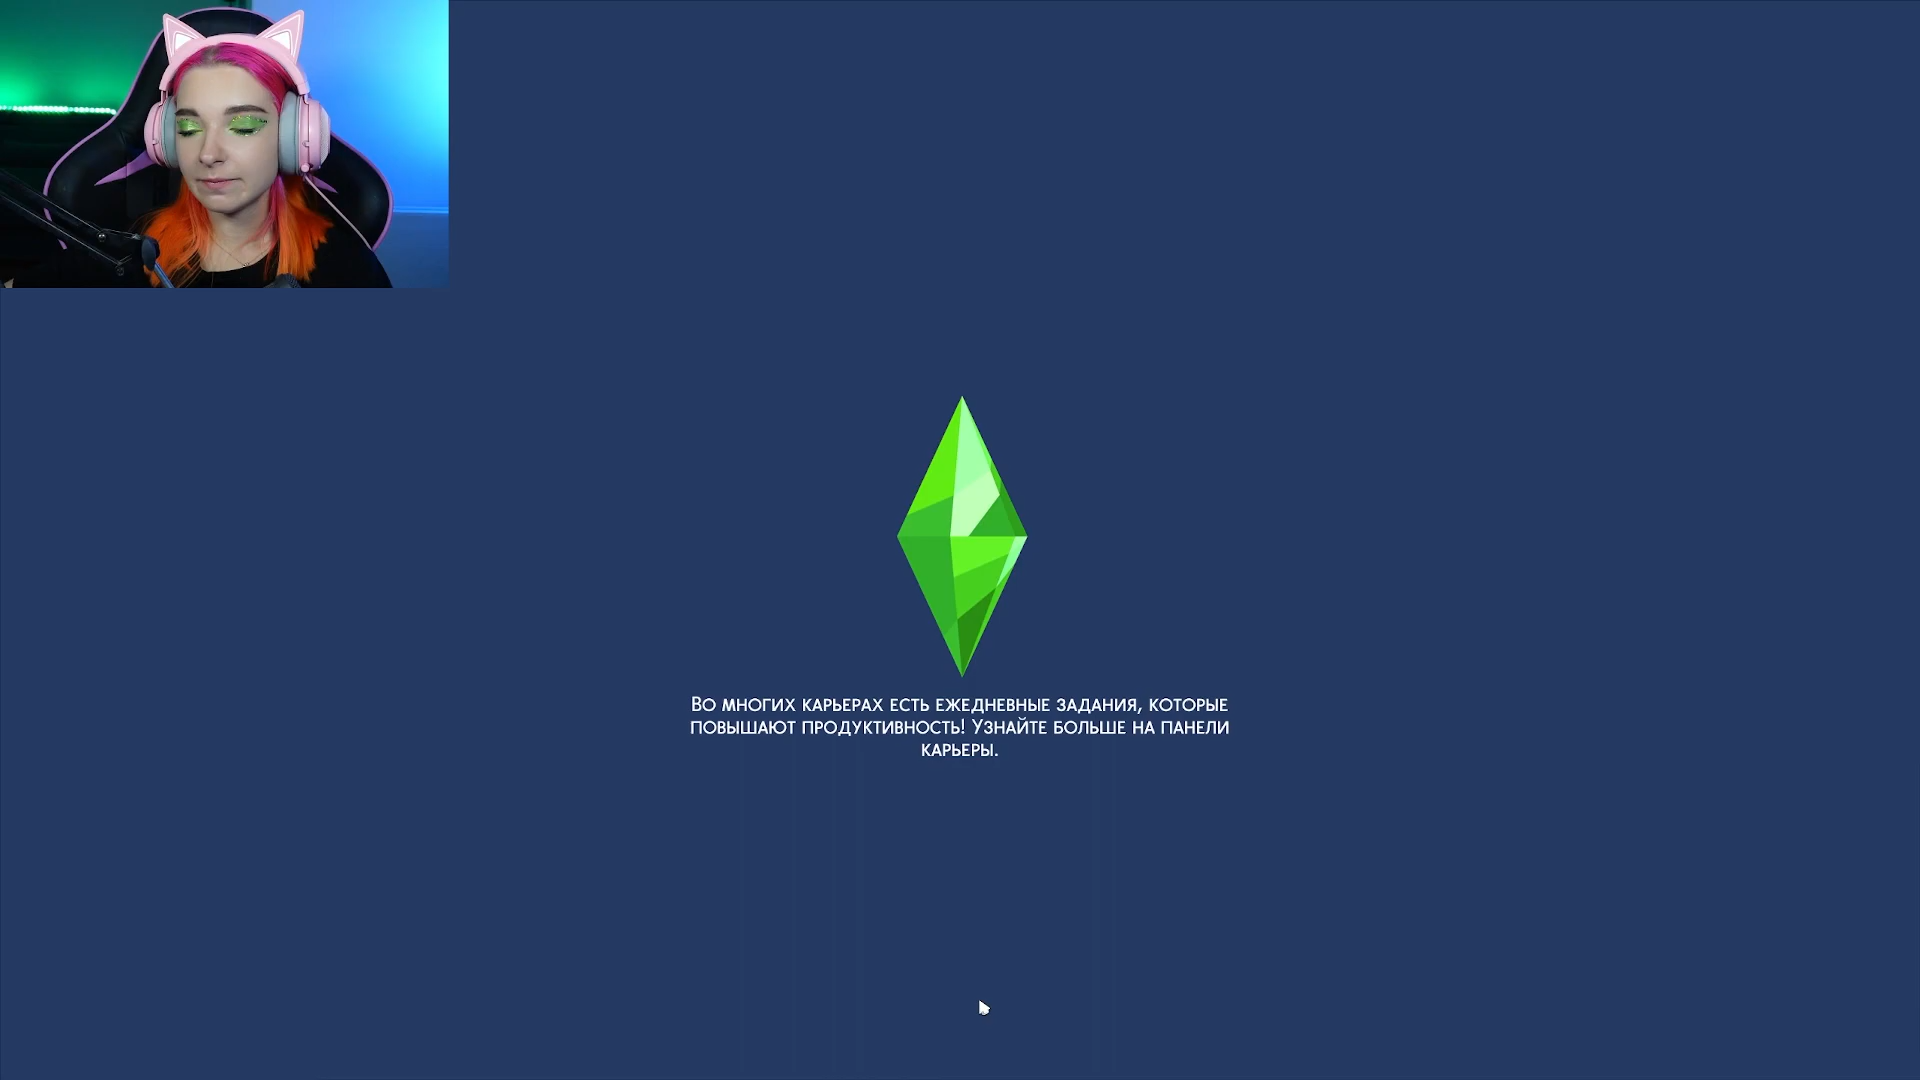 Во многих карьерах есть ежедневные задания, которые
повышают продуктивность! Узнайте больше на панели
карьеры.